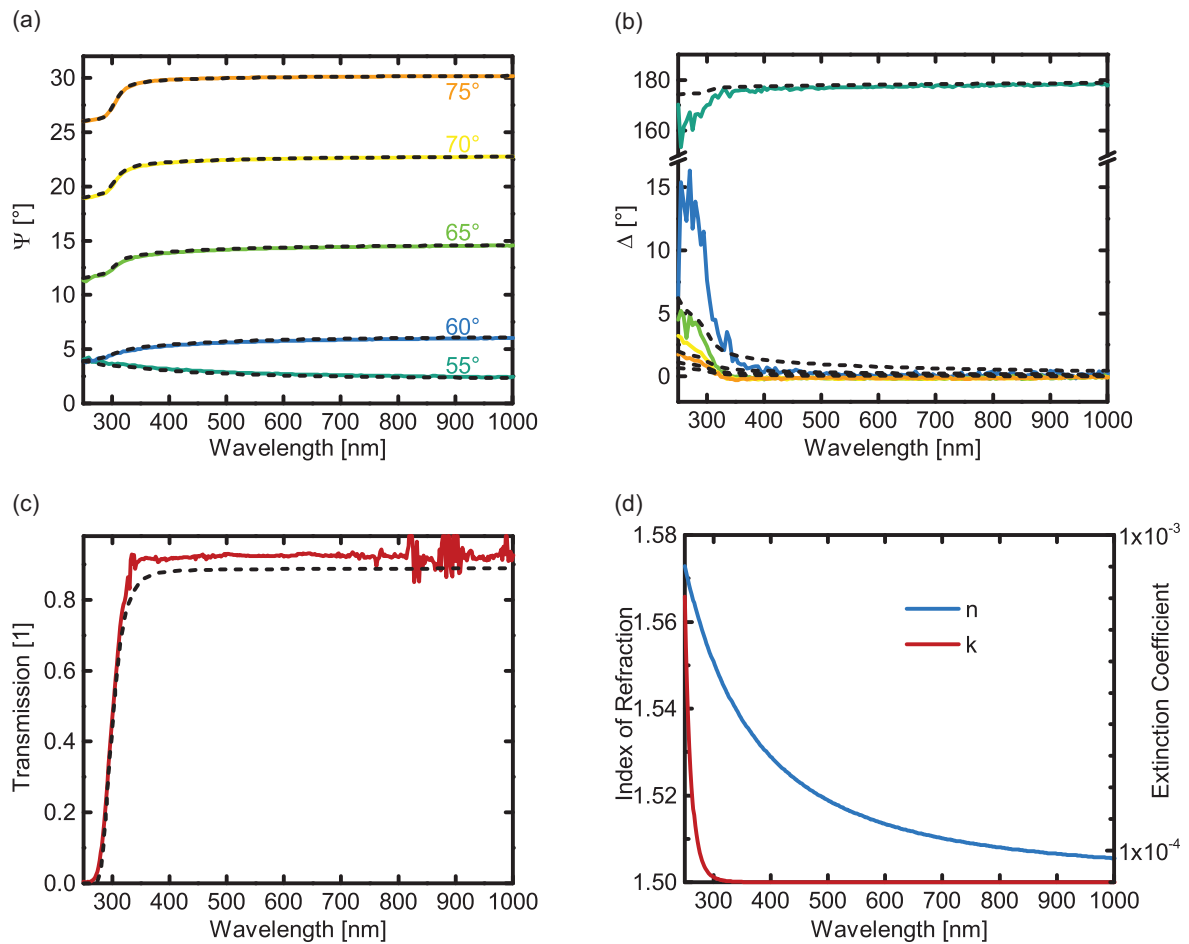 (a)
30
25
20
15
10
5
0
Ψ [°]
75°
70°
65°
60°
55°
300 400 500 600 700 800 900 1000
Wavelength [nm]
(b)
180
160
15
10
5
0
Δ [°]
300 400 500 600 700 800 900 1000
Wavelength [nm]
(c)
0.8
0.6
0.4
0.2
0.0
Transmission [1]
300 400 500 600 700 800 900 1000
Wavelength [nm]
(d)
1.58
1.56
1.54
1.52
1.50
Index of Refraction
n
k
1x10-3
1x10-4
Extinction Coefficient
300 400 500 600 700 800 900 1000
Wavelength [nm]